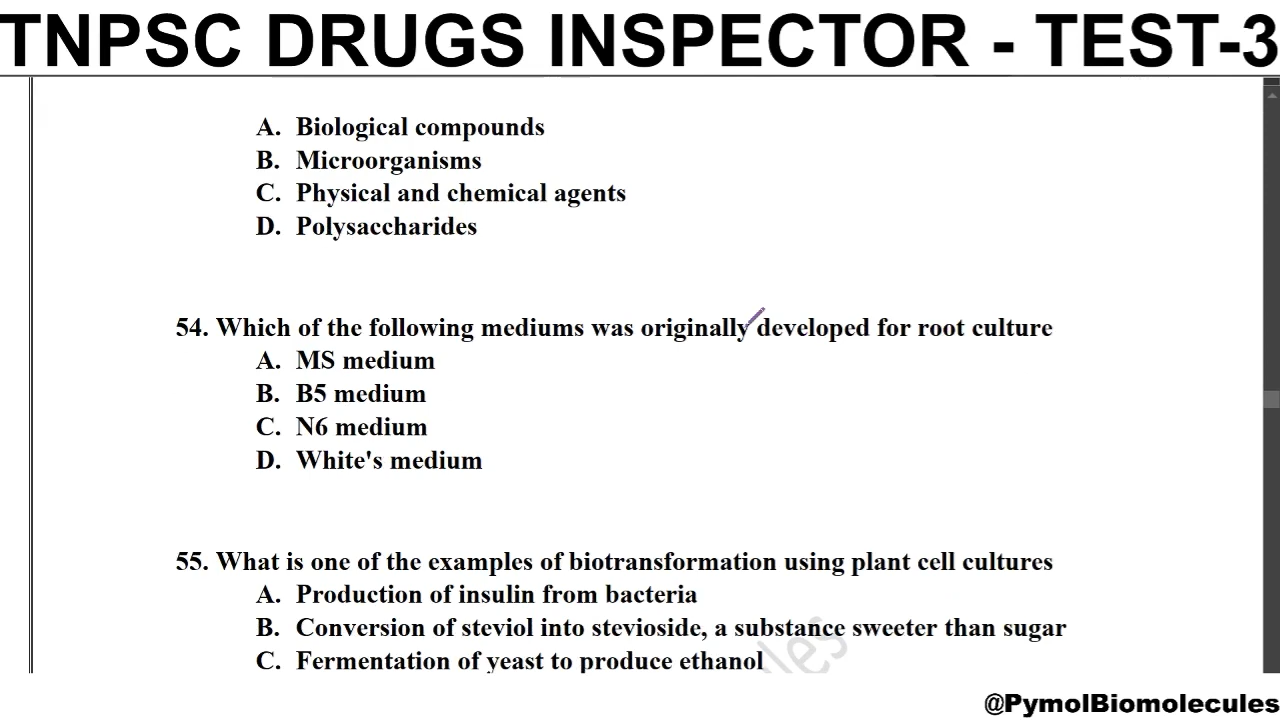 TNPSC DRUGS INSPECTOR - TEST-3
A. Biological compounds
B. Microorganisms
C. Physical and chemical agents
D. Polysaccharides
54. Which of the following mediums was originally developed for root culture
A. MS medium
B. B5 medium
C. N6 medium
D. White's medium
55. What is one of the examples of biotransformation using plant cell cultures
A. Production of insulin from bacteria
B. Conversion of steviol into stevioside, a substance sweeter than sugar
C. Fermentation of yeast to produce ethanol
@PymolBiomolecules